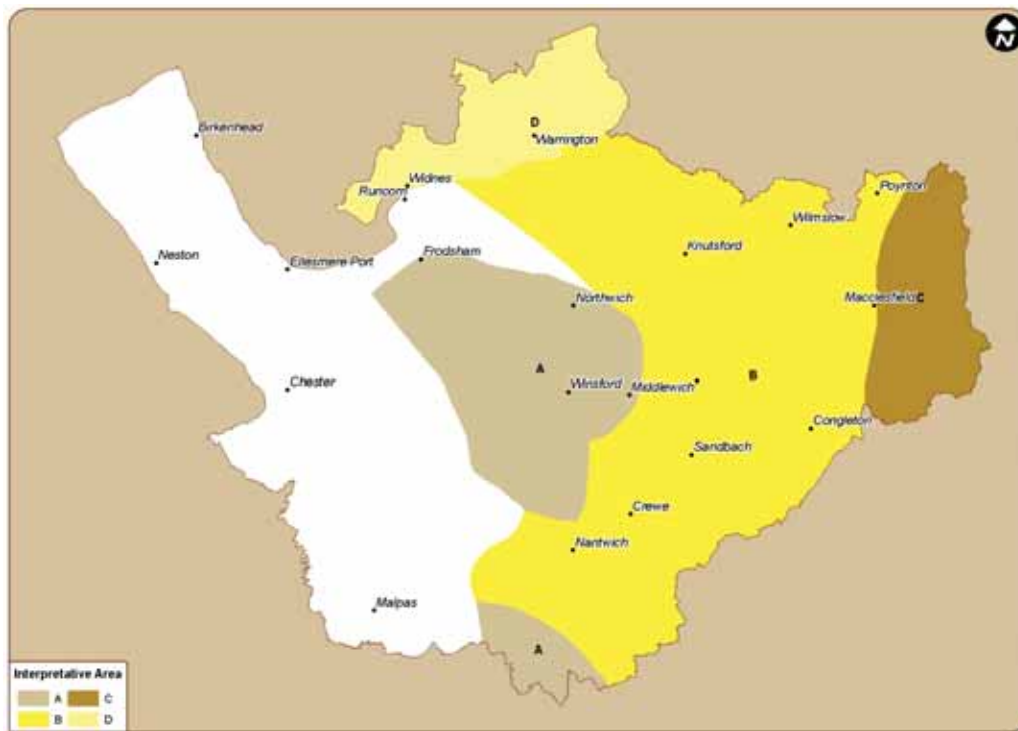 N
Birkenhead
D
Warrington
Widnes
Runcorn
Poynton
Wilmslow
Neston
Ellesmere Port
Frodsham
Knutsford
Northwich
Macclesfield
C
A
Winsford
Middlewich
B
Chester
Congleton
Sandbach
Crewe
Nantwich
Malpas
A
Interpretative Area
A C
B D